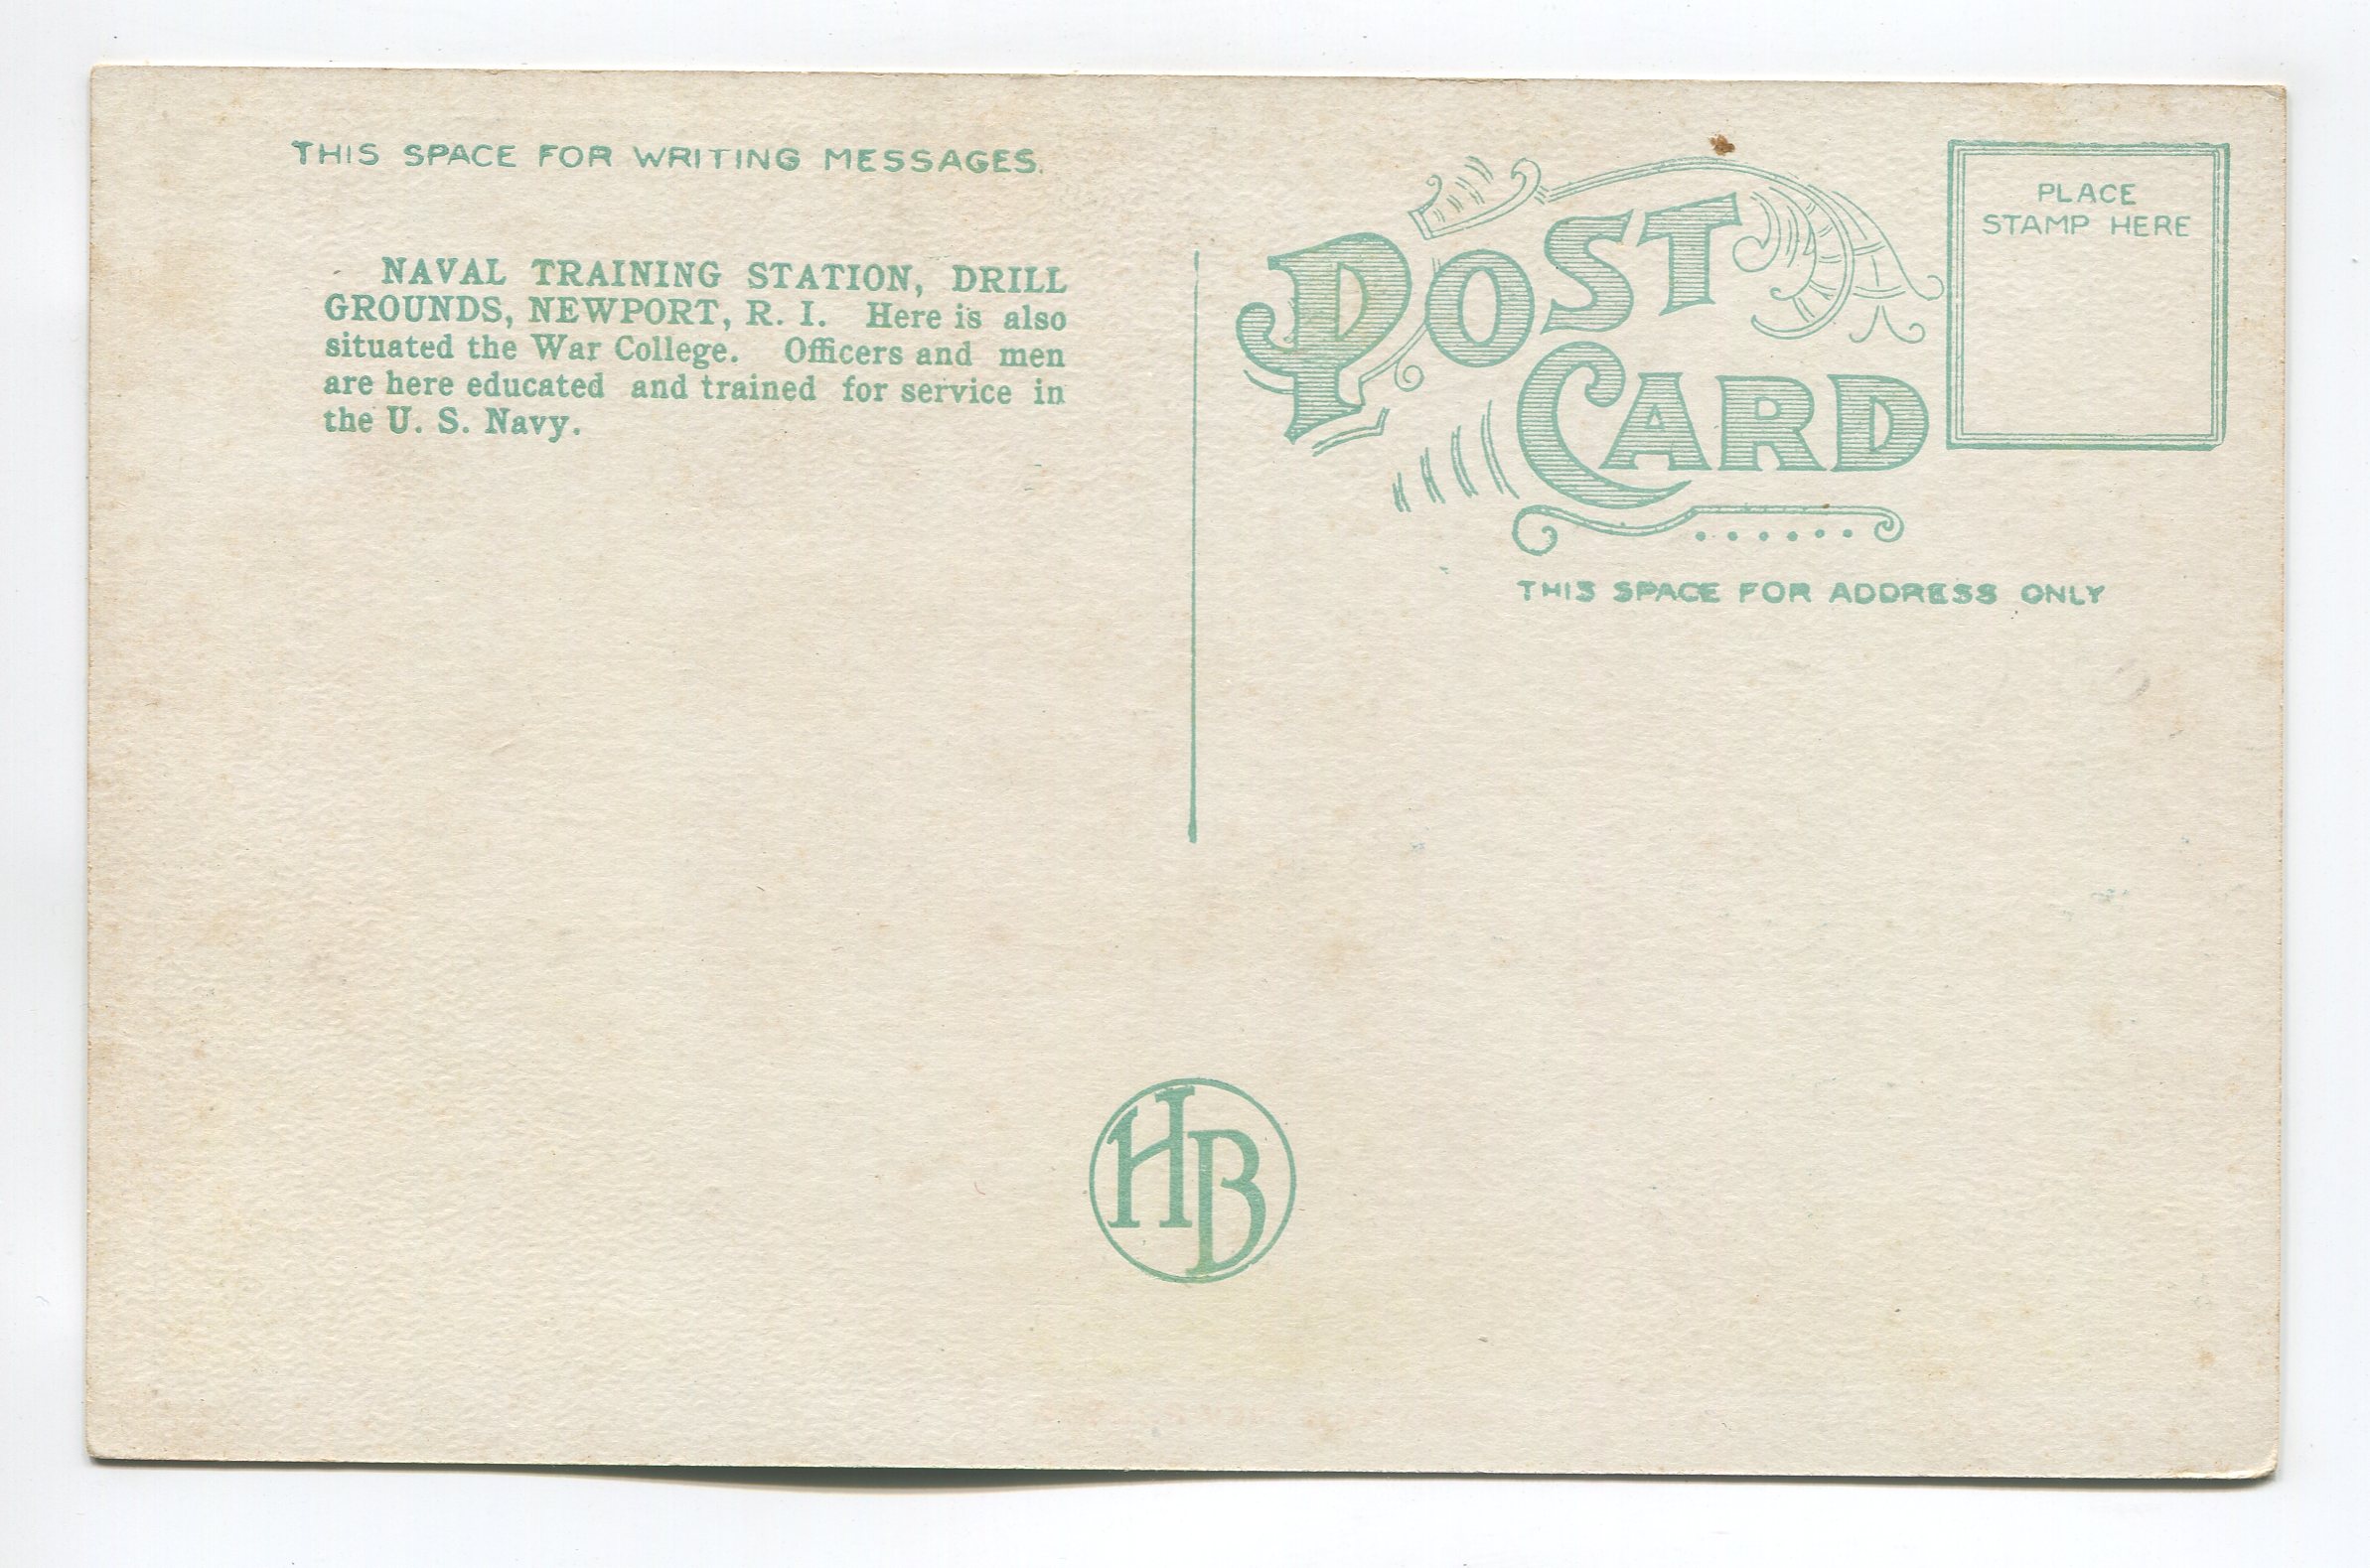 THIS SPACE FOR WRITING MESSAGES.
NAVAL TRAINING STATION, DRILL
GROUNDS, NEWPORT, R. I. Here is also
situated the War College. Officers and men
are here educated and trained for service in
the U. S. Navy.
POST
CARD
PLACE
STAMP HERE
THIS SPACE FOR ADDRESS ONLY
HB